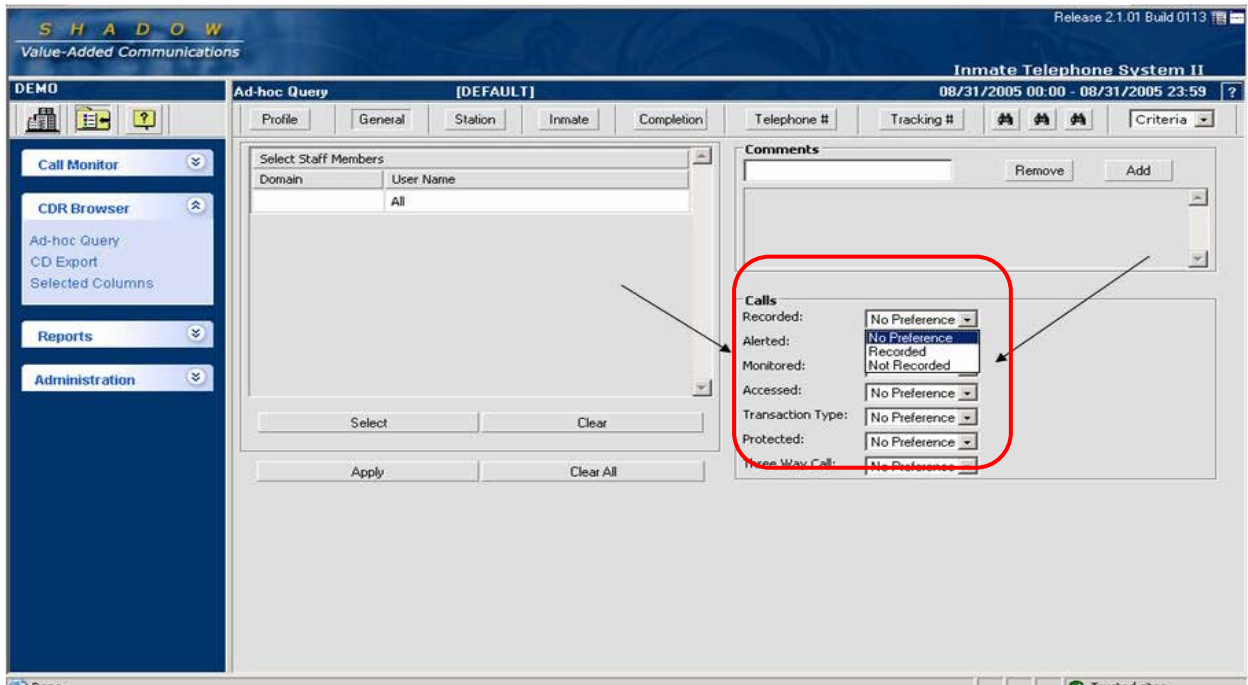 Release 2.1.01 Build 0113
S H A D O W
Value-Added Communications
Inmate Telephone System II
DEMO
Ad-hoc Query [DEFAULT] 08/31/2005 00:00 - 08/31/2005 23:59 ?
Profile General Station Inmate Completion Telephone # Tracking # Criteria
Call Monitor
CDR Browser
Ad-hoc Query
CD Export
Selected Columns
Reports
Administration
Select Staff Members
Domain User Name
All
Select Clear
Apply Clear All
Comments
Remove Add
Calls
Recorded: No Preference
No Preference
Recorded
Not Recorded
Alerted:
Monitored:
Accessed: No Preference
Transaction Type: No Preference
Protected: No Preference
Three Way Call: No Preference
Done Trusted sites